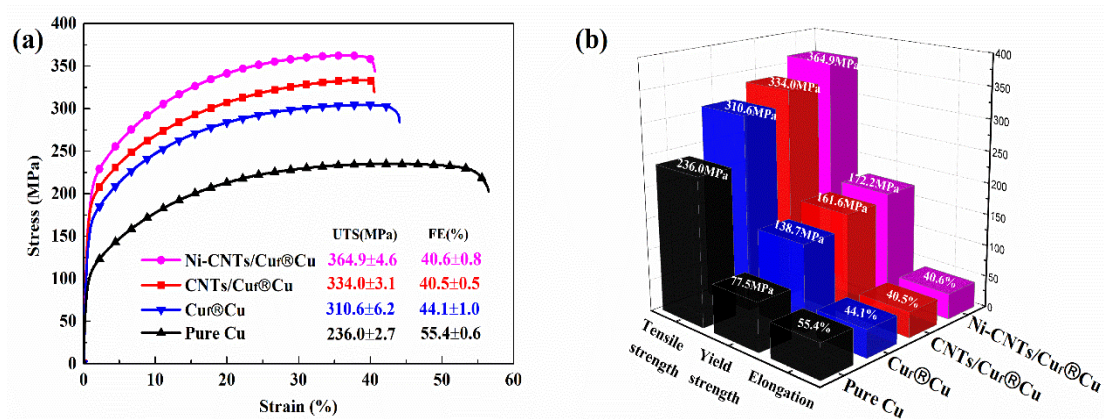 (a)
Stress (MPa)
400
350
300
250
200
150
100
50
0
0 10 20 30 40 50 60
Strain (%)
UTS(MPa) FE(%)
Ni-CNTs/Cuf®Cu 364.9±4.6 40.6±0.8
CNTs/Cuf®Cu 334.0±3.1 40.5±0.5
Cuf®Cu 310.6±6.2 44.1±1.0
Pure Cu 236.0±2.7 55.4±0.6
(b)
364.9MPa
334.0MPa
310.6MPa
236.0MPa
172.2MPa
161.6MPa
138.7MPa
77.5MPa
40.6%
40.5%
44.1%
55.4%
400
350
300
250
200
150
100
50
0
Tensile strength
Yield strength
Elongation
Pure Cu
Cuf®Cu
CNTs/Cuf®Cu
Ni-CNTs/Cuf®Cu